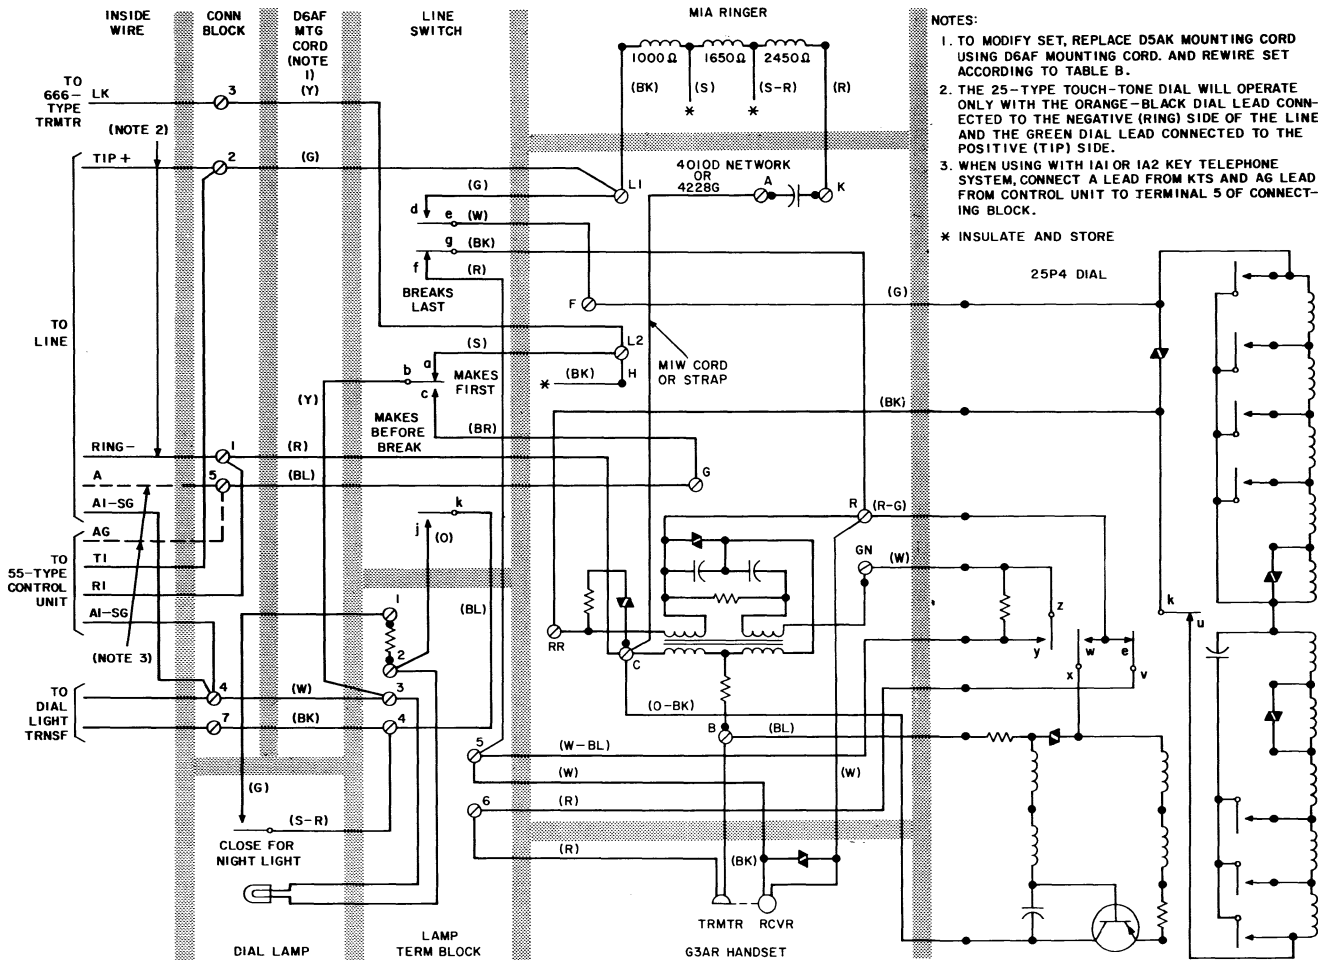 INSIDE
WIRE
CONN
BLOCK
D6AF
MTG
CORD
(NOTE
1)
(Y)
LINE
SWITCH
MIA RINGER
1000Ω
1650Ω
2450Ω
(BK)
(S)
(S-R)
(R)
*
*
NOTES:
1. TO MODIFY SET, REPLACE D5AK MOUNTING CORD
USING D6AF MOUNTING CORD. AND REWIRE SET
ACCORDING TO TABLE B.
2. THE 25-TYPE TOUCH-TONE DIAL WILL OPERATE
ONLY WITH THE ORANGE-BLACK DIAL LEAD CONN-
ECTED TO THE NEGATIVE (RING) SIDE OF THE LINE
AND THE GREEN DIAL LEAD CONNECTED TO THE
POSITIVE (TIP) SIDE.
3. WHEN USING WITH 1A1 OR 1A2 KEY TELEPHONE
SYSTEM, CONNECT A LEAD FROM KTS AND AG LEAD
FROM CONTROL UNIT TO TERMINAL 5 OF CONNECT-
ING BLOCK.
* INSULATE AND STORE
25P4 DIAL
TO
666-
TYPE
TRMTR
LK
3
(NOTE 2)
TIP +
2
(G)
L1
4010D NETWORK
OR
4228G
A
K
(G)
d
e
(W)
g
(BK)
f
(R)
BREAKS
LAST
F
(G)
TO
LINE
L2
(S)
a
b
MAKES
FIRST
c
*
(BK)
H
MIW CORD
OR STRAP
(Y)
(BK)
MAKES
BEFORE
BREAK
(BR)
RING-
1
(R)
A
5
(BL)
G
A1-SG
k
j
(O)
R
(R-G)
AG
TO
55-TYPE
CONTROL
UNIT
T1
R1
A1-SG
GN
(W)
(BL)
1
2
RR
C
k
u
z
y
w
e
x
v
(NOTE 3)
TO
DIAL
LIGHT
TRNSF
4
(W)
3
7
(BK)
4
(O-BK)
B
(BL)
5
(W-BL)
(W)
(W)
(G)
6
(R)
(S-R)
CLOSE FOR
NIGHT LIGHT
(R)
(BK)
TRMTR
RCVR
DIAL LAMP
LAMP
TERM BLOCK
G3AR HANDSET